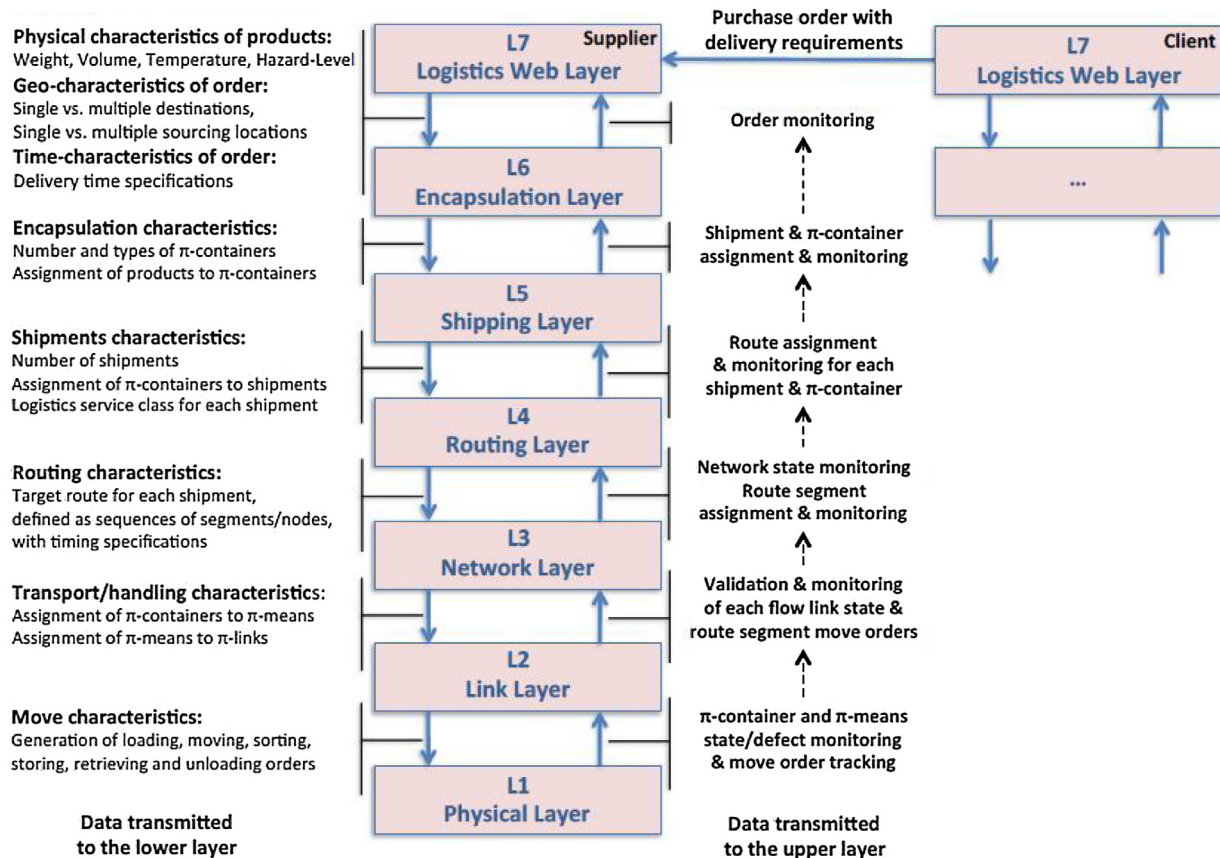 Physical characteristics of products:
Weight, Volume, Temperature, Hazard-Level
Geo-characteristics of order:
Single vs. multiple destinations,
Single vs. multiple sourcing locations
Time-characteristics of order:
Delivery time specifications
Encapsulation characteristics:
Number and types of π-containers
Assignment of products to π-containers
Shipments characteristics:
Number of shipments
Assignment of π-containers to shipments
Logistics service class for each shipment
Routing characteristics:
Target route for each shipment,
defined as sequences of segments/nodes,
with timing specifications
Transport/handling characteristics:
Assignment of π-containers to π-means
Assignment of π-means to π-links
Move characteristics:
Generation of loading, moving, sorting,
storing, retrieving and unloading orders
Data transmitted
to the lower layer
L7
Supplier
Logistics Web Layer
L6
Encapsulation Layer
L5
Shipping Layer
L4
Routing Layer
L3
Network Layer
L2
Link Layer
L1
Physical Layer
Purchase order with
delivery requirements
Order monitoring
Shipment & π-container
assignment & monitoring
Route assignment
& monitoring for each
shipment & π-container
Network state monitoring
Route segment
assignment & monitoring
Validation & monitoring
of each flow link state &
route segment move orders
π-container and π-means
state/defect monitoring
& move order tracking
Data transmitted
to the upper layer
L7
Client
Logistics Web Layer
...